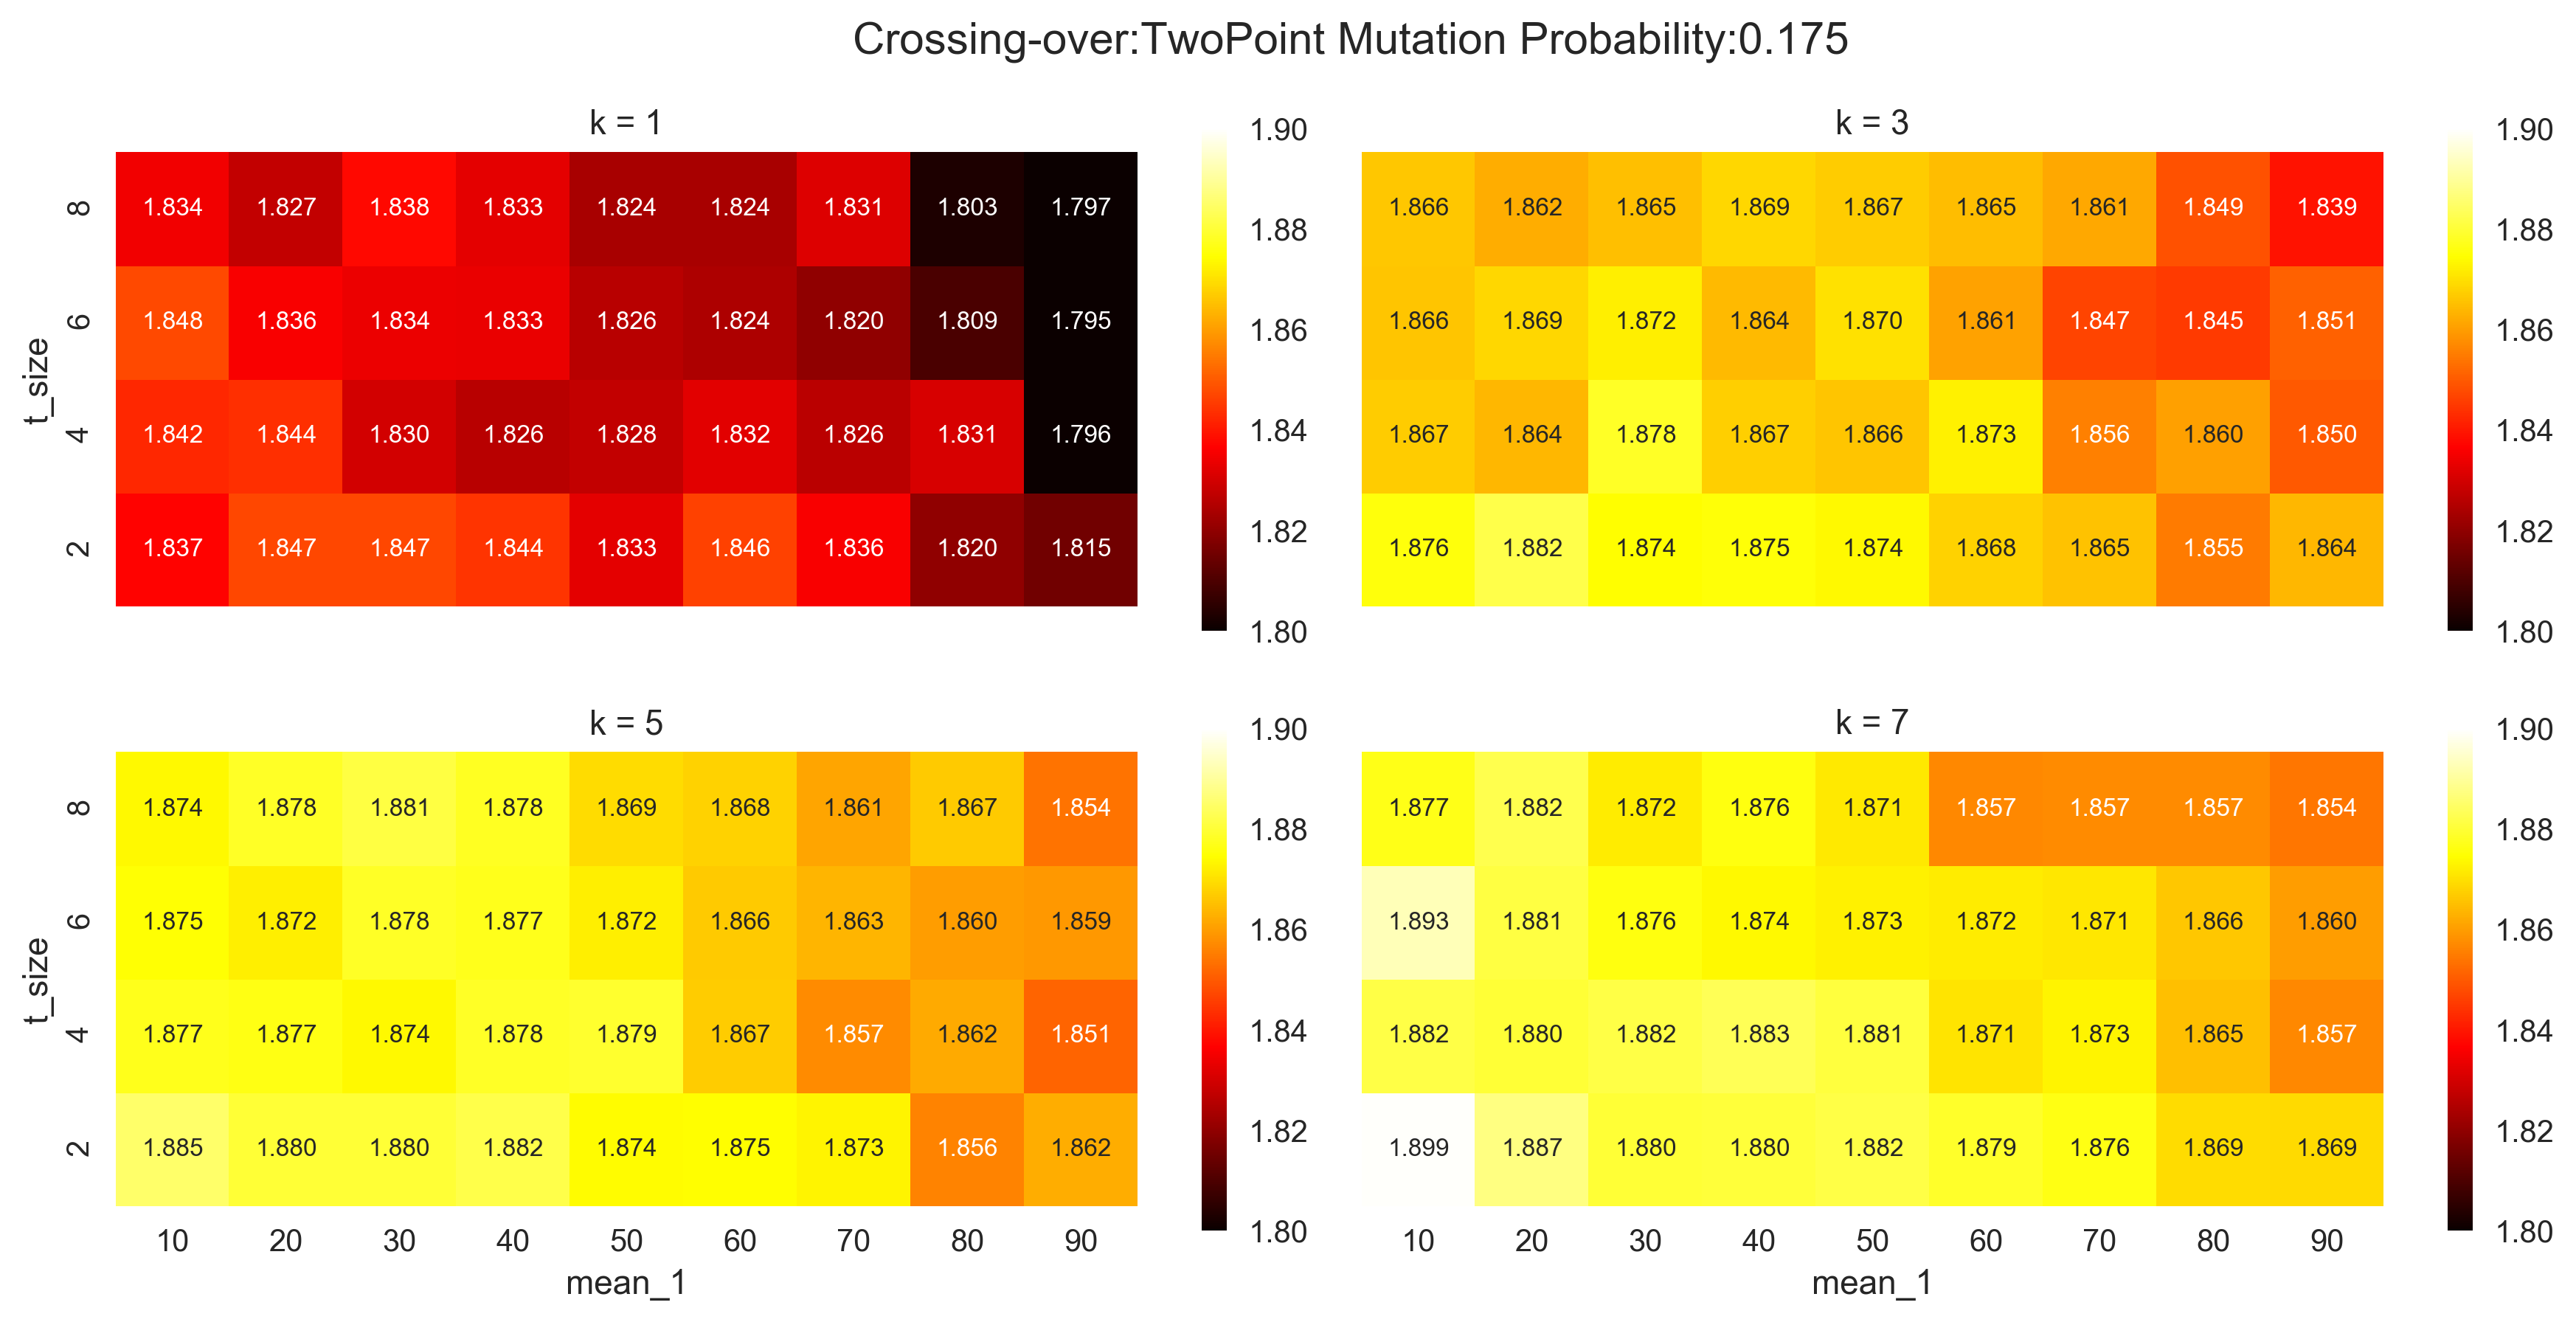 Crossing-over:TwoPoint Mutation Probability:0.175
k = 1
t_size
8 1.834 1.827 1.838 1.833 1.824 1.824 1.831 1.803 1.797
6 1.848 1.836 1.834 1.833 1.826 1.824 1.820 1.809 1.795
4 1.842 1.844 1.830 1.826 1.828 1.832 1.826 1.831 1.796
2 1.837 1.847 1.847 1.844 1.833 1.846 1.836 1.820 1.815
1.90
1.88
1.86
1.84
1.82
1.80
k = 3
1.866 1.862 1.865 1.869 1.867 1.865 1.861 1.849 1.839
1.866 1.869 1.872 1.864 1.870 1.861 1.847 1.845 1.851
1.867 1.864 1.878 1.867 1.866 1.873 1.856 1.860 1.850
1.876 1.882 1.874 1.875 1.874 1.868 1.865 1.855 1.864
1.90
1.88
1.86
1.84
1.82
1.80
k = 5
t_size
8 1.874 1.878 1.881 1.878 1.869 1.868 1.861 1.867 1.854
6 1.875 1.872 1.878 1.877 1.872 1.866 1.863 1.860 1.859
4 1.877 1.877 1.874 1.878 1.879 1.867 1.857 1.862 1.851
2 1.885 1.880 1.880 1.882 1.874 1.875 1.873 1.856 1.862
10 20 30 40 50 60 70 80 90
mean_1
1.90
1.88
1.86
1.84
1.82
1.80
k = 7
1.877 1.882 1.872 1.876 1.871 1.857 1.857 1.857 1.854
1.893 1.881 1.876 1.874 1.873 1.872 1.871 1.866 1.860
1.882 1.880 1.882 1.883 1.881 1.871 1.873 1.865 1.857
1.899 1.887 1.880 1.880 1.882 1.879 1.876 1.869 1.869
10 20 30 40 50 60 70 80 90
mean_1
1.90
1.88
1.86
1.84
1.82
1.80